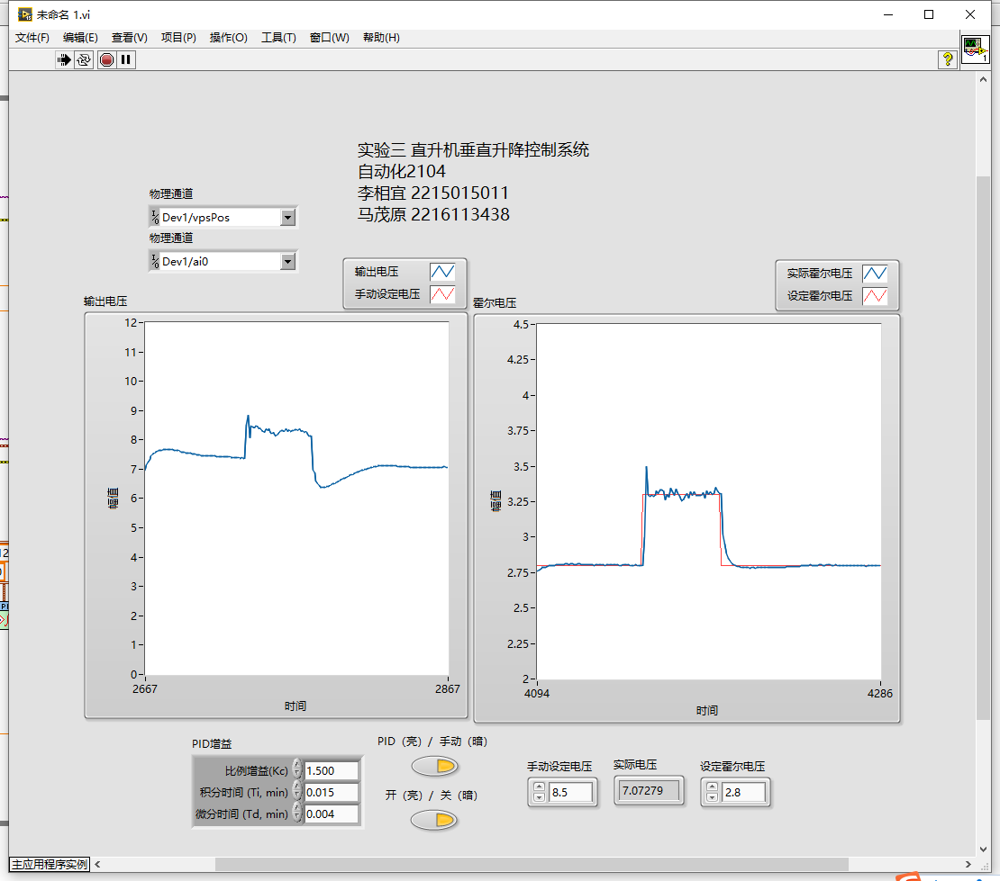 未命名 1.vi
文件(F) 编辑(E) 查看(V) 项目(P) 操作(O) 工具(T) 窗口(W) 帮助(H)
?
1
实验三 直升机垂直升降控制系统
自动化2104
李相宜 2215015011
马茂原 2216113438
物理通道
Dev1/vpsPos
物理通道
Dev1/ai0
输出电压
手动设定电压
输出电压
12
11
10
9
8
7
6
5
4
3
2
1
0
幅值
2667 2867
时间
实际霍尔电压
设定霍尔电压
霍尔电压
4.5
4.25
4
3.75
3.5
3.25
3
2.75
2.5
2.25
2
幅值
4094 4286
时间
PID增益
比例增益(Kc) 1.500
积分时间 (Ti, min) 0.015
微分时间 (Td, min) 0.004
PID（亮）/ 手动（暗）
开（亮）/ 关（暗）
手动设定电压
8.5
实际电压
7.07279
设定霍尔电压
2.8
主应用程序实例